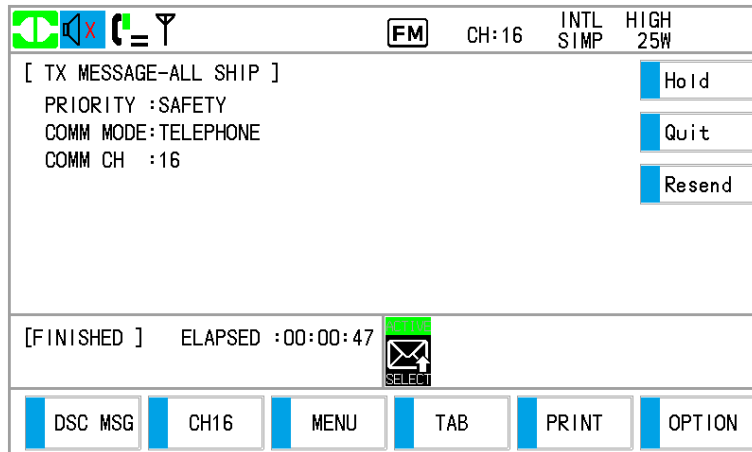 FM CH:16 INTL SIMP HIGH 25W
[ TX MESSAGE-ALL SHIP ]
PRIORITY :SAFETY
COMM MODE:TELEPHONE
COMM CH :16
Hold
Quit
Resend
[FINISHED ] ELAPSED :00:00:47
ACTIVE
SELECT
DSC MSG CH16 MENU TAB PRINT OPTION